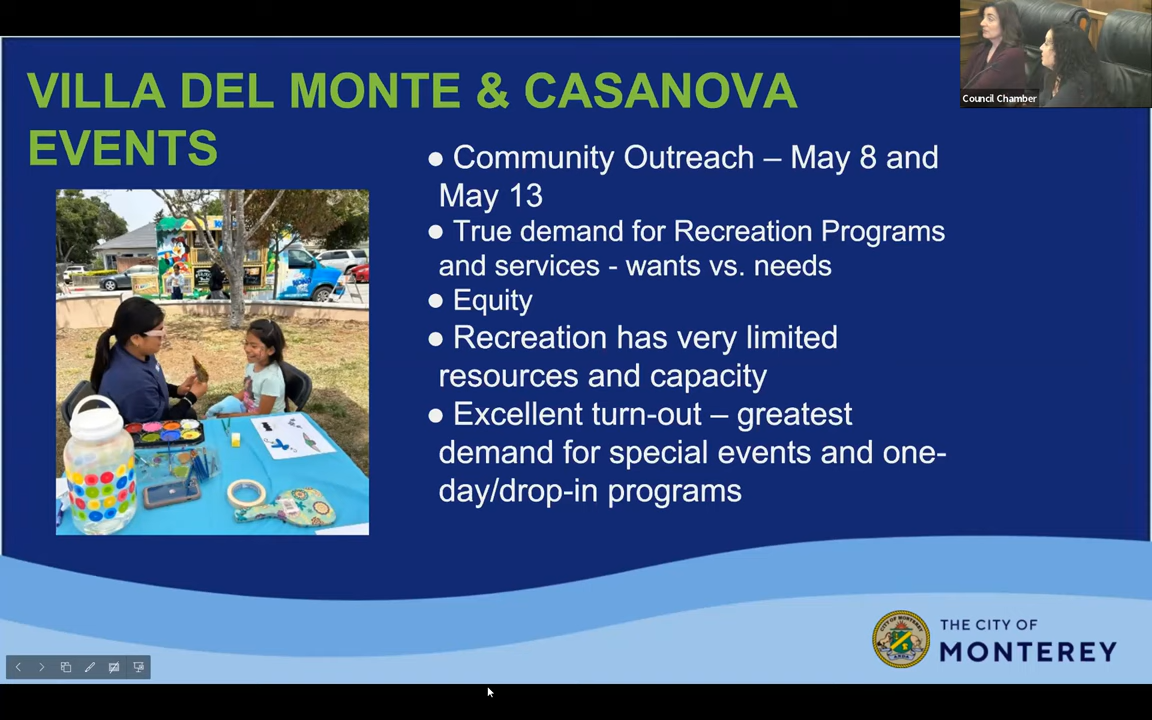 VILLA DEL MONTE & CASANOVA
EVENTS
● Community Outreach – May 8 and
May 13
● True demand for Recreation Programs
and services - wants vs. needs
● Equity
● Recreation has very limited
resources and capacity
● Excellent turn-out – greatest
demand for special events and one-
day/drop-in programs
Council Chamber
THE CITY OF
MONTEREY